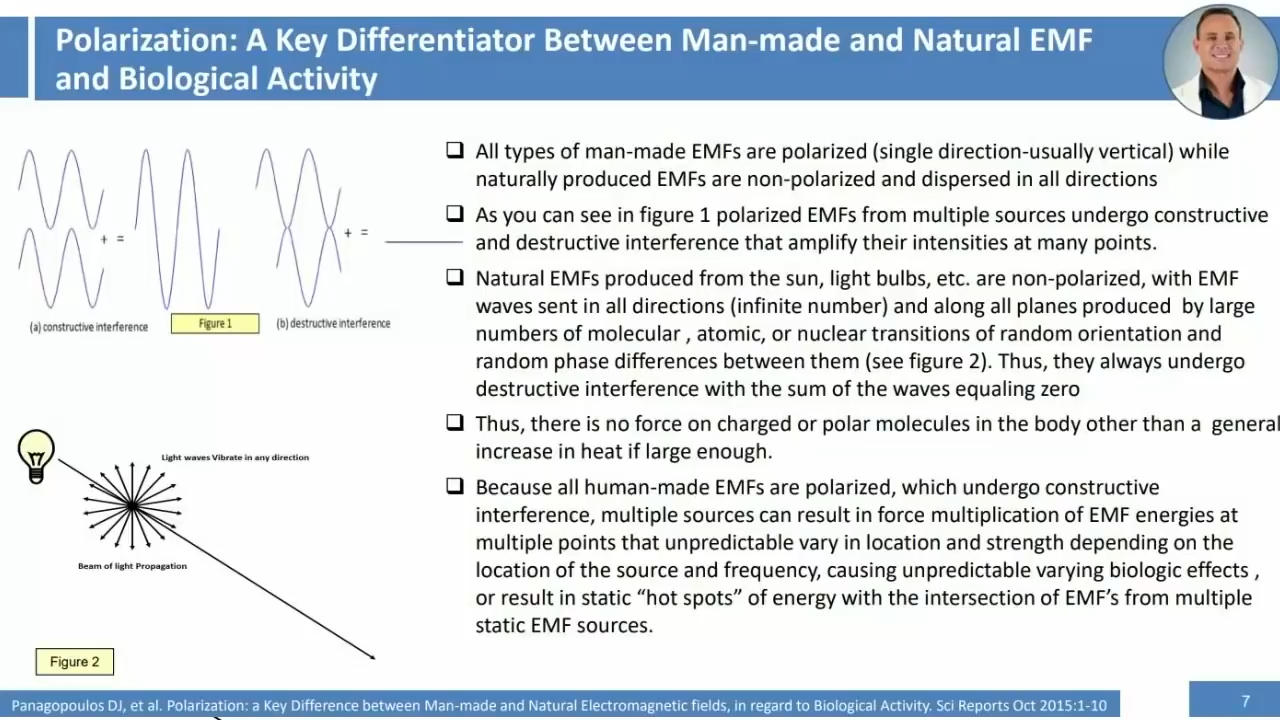 Polarization: A Key Differentiator Between Man-made and Natural EMF
and Biological Activity
+ =
+ =
(a) constructive interference
Figure 1
(b) destructive interference
Light waves Vibrate in any direction
Beam of light Propagation
Figure 2
All types of man-made EMFs are polarized (single direction-usually vertical) while
naturally produced EMFs are non-polarized and dispersed in all directions
As you can see in figure 1 polarized EMFs from multiple sources undergo constructive
and destructive interference that amplify their intensities at many points.
Natural EMFs produced from the sun, light bulbs, etc. are non-polarized, with EMF
waves sent in all directions (infinite number) and along all planes produced by large
numbers of molecular , atomic, or nuclear transitions of random orientation and
random phase differences between them (see figure 2). Thus, they always undergo
destructive interference with the sum of the waves equaling zero
Thus, there is no force on charged or polar molecules in the body other than a general
increase in heat if large enough.
Because all human-made EMFs are polarized, which undergo constructive
interference, multiple sources can result in force multiplication of EMF energies at
multiple points that unpredictable vary in location and strength depending on the
location of the source and frequency, causing unpredictable varying biologic effects ,
or result in static “hot spots” of energy with the intersection of EMF’s from multiple
static EMF sources.
Panagopoulos DJ, et al. Polarization: a Key Difference between Man-made and Natural Electromagnetic fields, in regard to Biological Activity. Sci Reports Oct 2015:1-10
7